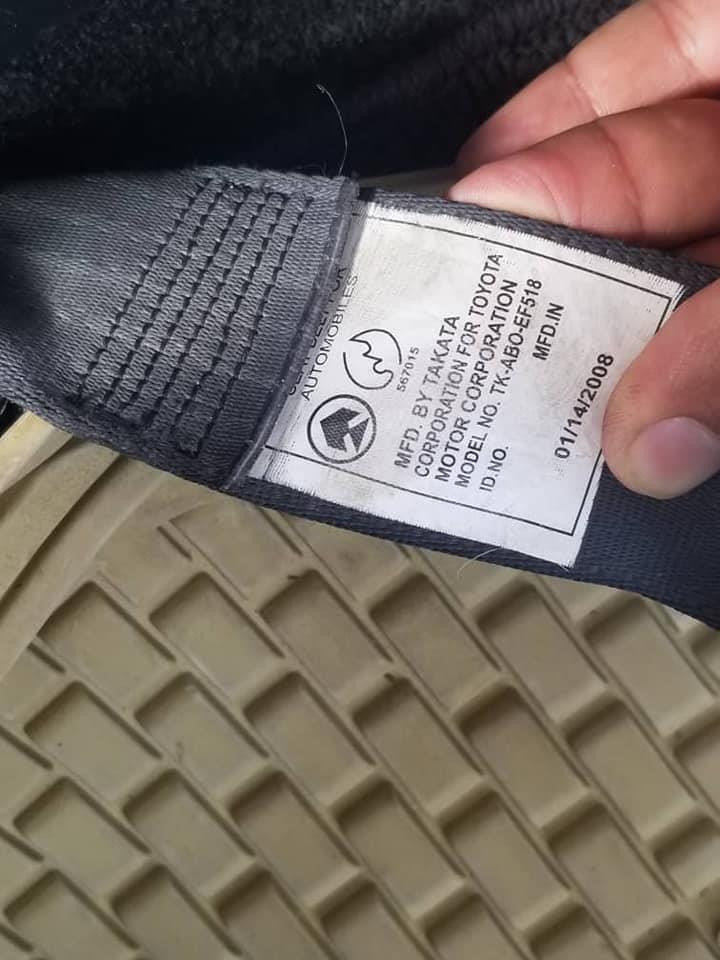 AUTOMOBILES
567015
MFD. BY TAKATA
CORPORATION FOR TOYOTA
MOTOR CORPORATION
MODEL NO. TK-ABO-EF518
ID.NO. MFD.IN
01/14/2008